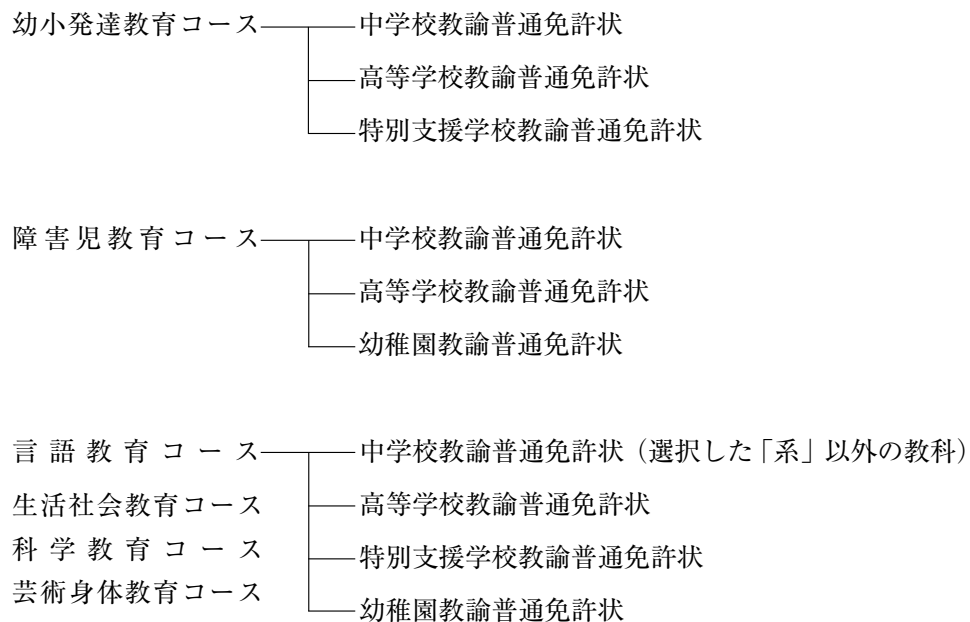 幼小発達教育コース 中学校教諭普通免許状
高等学校教諭普通免許状
特別支援学校教諭普通免許状
障害児教育コース 中学校教諭普通免許状
高等学校教諭普通免許状
幼稚園教諭普通免許状
言語教育コース 中学校教諭普通免許状（選択した「系」以外の教科）
生活社会教育コース 高等学校教諭普通免許状
科学教育コース 特別支援学校教諭普通免許状
芸術身体教育コース 幼稚園教諭普通免許状